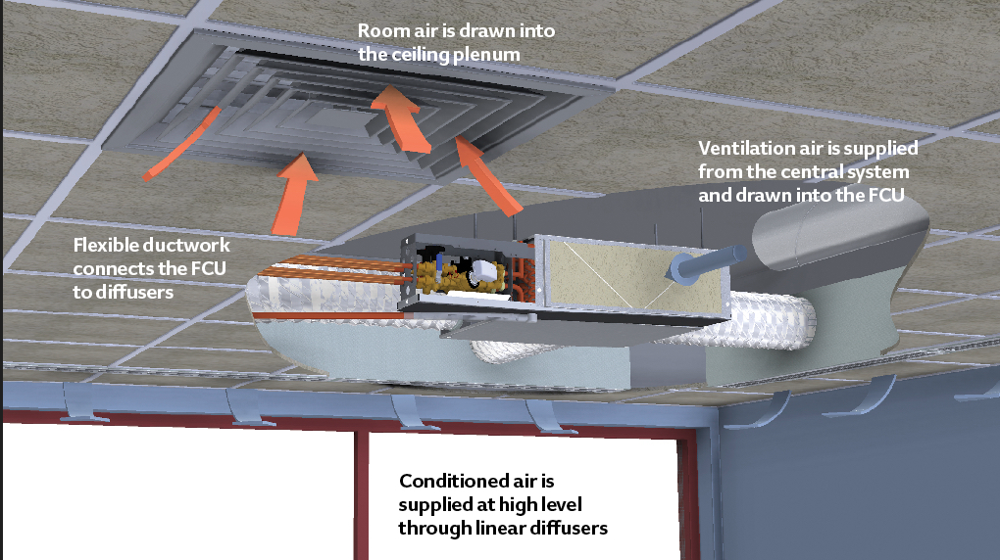 Room air is drawn into
the ceiling plenum
Ventilation air is supplied
from the central system
and drawn into the FCU
Flexible ductwork
connects the FCU
to diffusers
Conditioned air is
supplied at high level
through linear diffusers